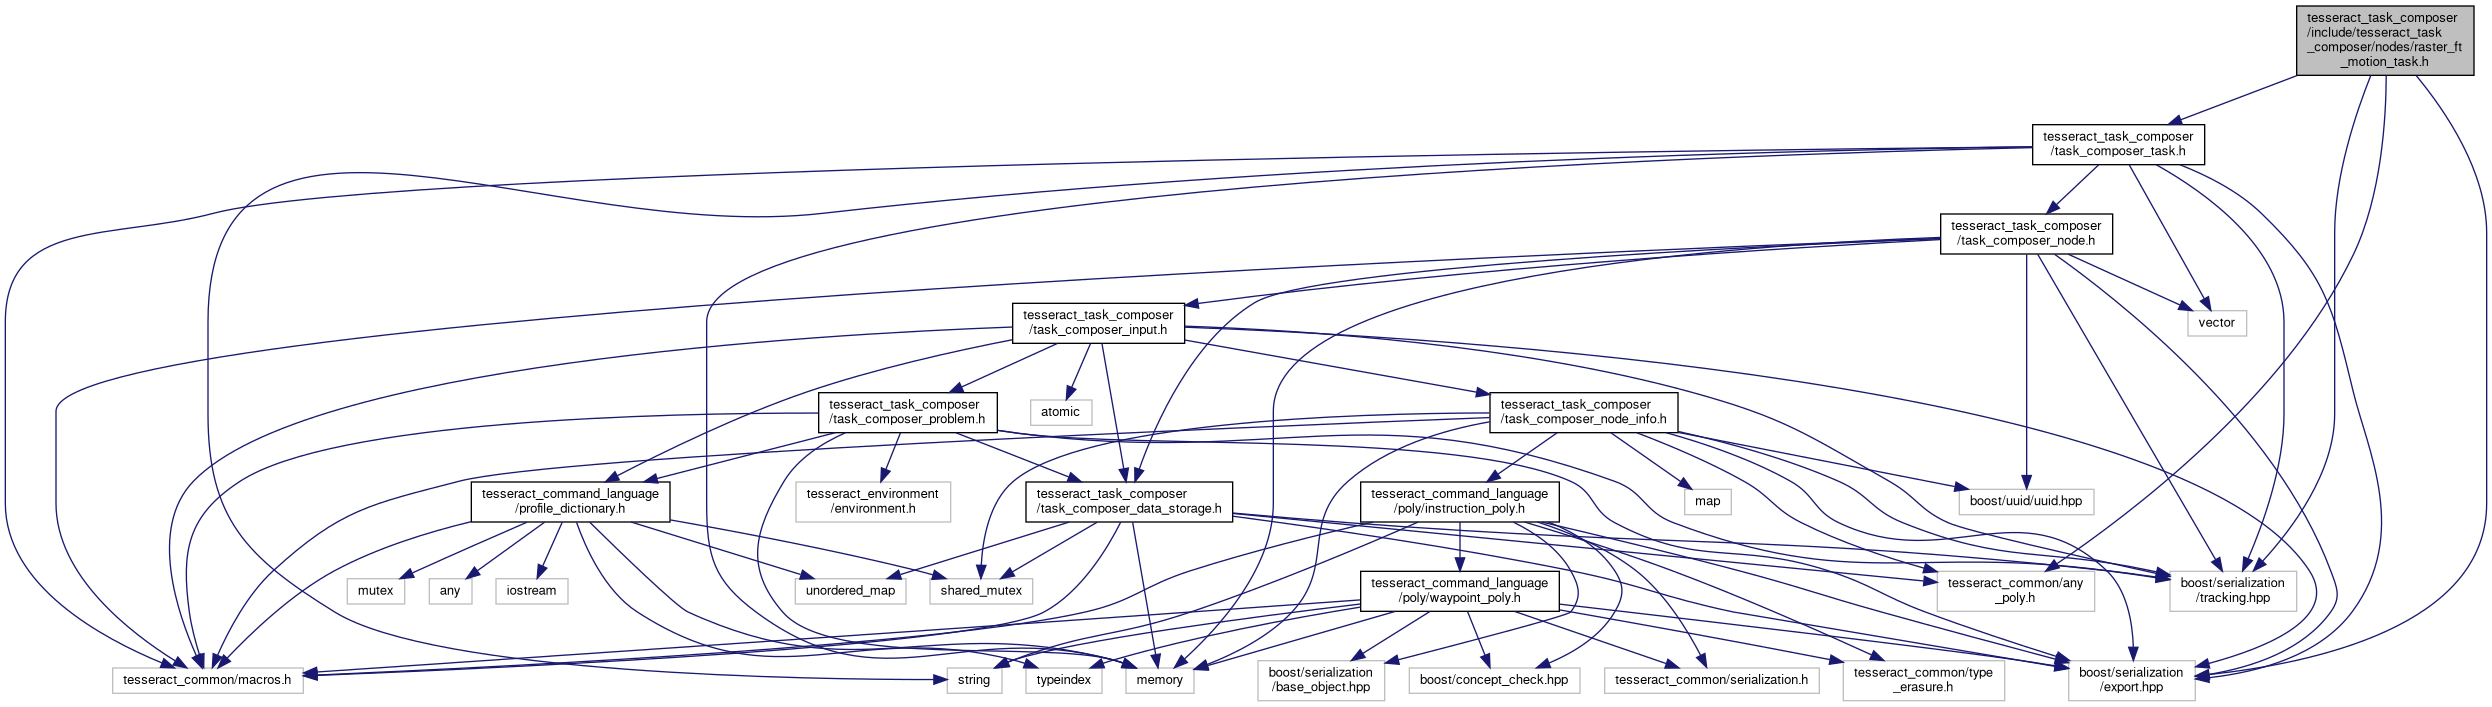 tesseract_task_composer
/include/tesseract_task
_composer/nodes/raster_ft
_motion_task.h
tesseract_task_composer
/task_composer_task.h
tesseract_task_composer
/task_composer_node.h
tesseract_task_composer
/task_composer_input.h
vector
tesseract_task_composer
/task_composer_problem.h
atomic
tesseract_task_composer
/task_composer_node_info.h
tesseract_command_language
/profile_dictionary.h
tesseract_environment
/environment.h
tesseract_task_composer
/task_composer_data_storage.h
tesseract_command_language
/poly/instruction_poly.h
map
boost/uuid/uuid.hpp
mutex
any
iostream
unordered_map
shared_mutex
tesseract_command_language
/poly/waypoint_poly.h
tesseract_common/any
_poly.h
boost/serialization
/tracking.hpp
tesseract_common/macros.h
string
typeindex
memory
boost/serialization
/base_object.hpp
boost/concept_check.hpp
tesseract_common/serialization.h
tesseract_common/type
_erasure.h
boost/serialization
/export.hpp